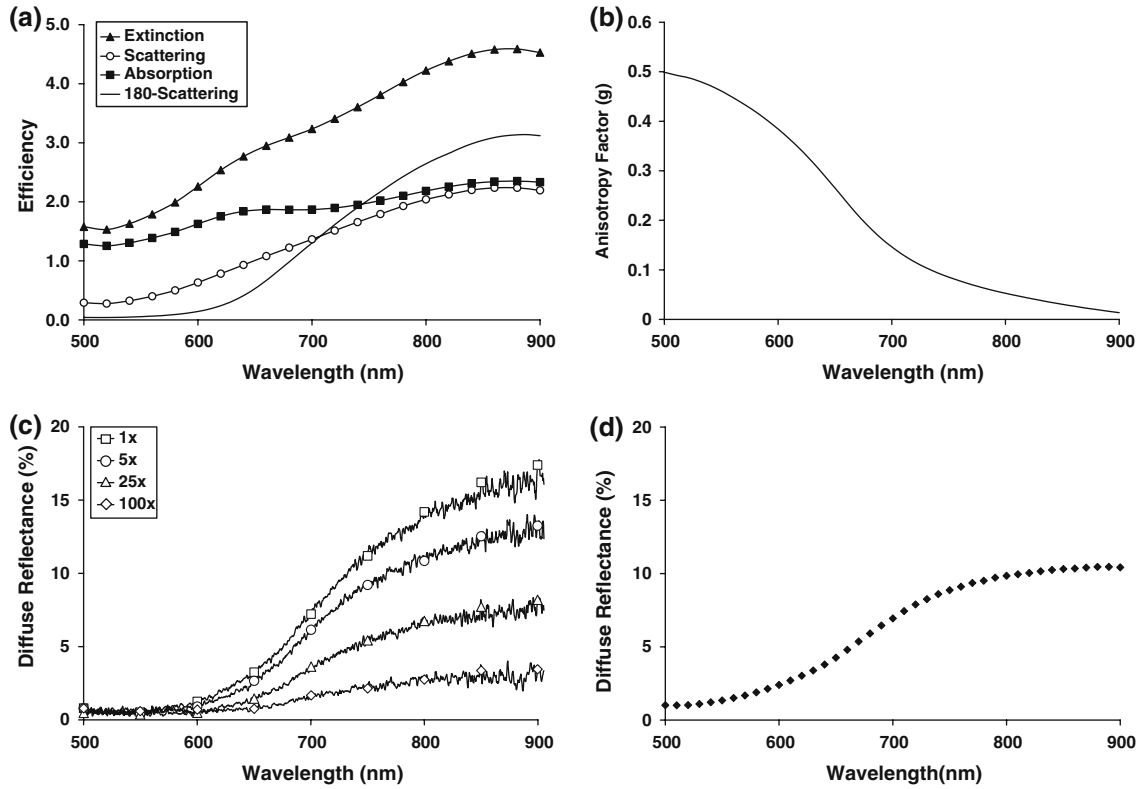 (a)
5.0
4.0
3.0
2.0
1.0
0.0
Efficiency
Extinction
Scattering
Absorption
180-Scattering
500
600
700
800
900
Wavelength (nm)
(b)
0.6
0.5
0.4
0.3
0.2
0.1
0
Anisotropy Factor (g)
500
600
700
800
900
Wavelength (nm)
(c)
20
15
10
5
0
Diffuse Reflectance (%)
1x
5x
25x
100x
500
600
700
800
900
Wavelength (nm)
(d)
20
15
10
5
0
Diffuse Reflectance (%)
500
600
700
800
900
Wavelength(nm)